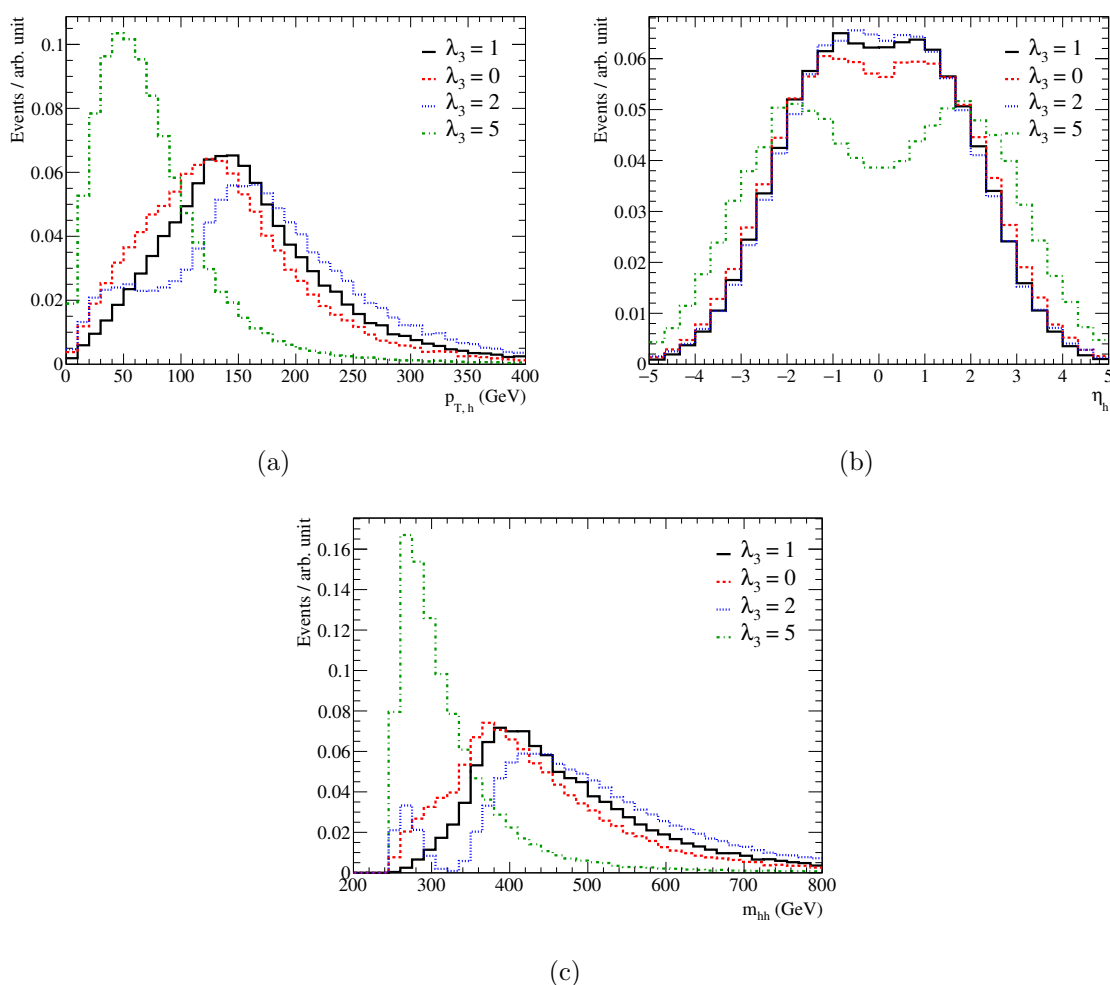 Events / arb. unit
0.1
0.08
0.06
0.04
0.02
0
λ₃ = 1
λ₃ = 0
λ₃ = 2
λ₃ = 5
0 50 100 150 200 250 300 350 400
p_T, h (GeV)
(a)
Events / arb. unit
0.06
0.05
0.04
0.03
0.02
0.01
0
λ₃ = 1
λ₃ = 0
λ₃ = 2
λ₃ = 5
−5 −4 −3 −2 −1 0 1 2 3 4 5
η_h
(b)
Events / arb. unit
0.16
0.14
0.12
0.1
0.08
0.06
0.04
0.02
0
λ₃ = 1
λ₃ = 0
λ₃ = 2
λ₃ = 5
200 300 400 500 600 700 800
m_hh (GeV)
(c)